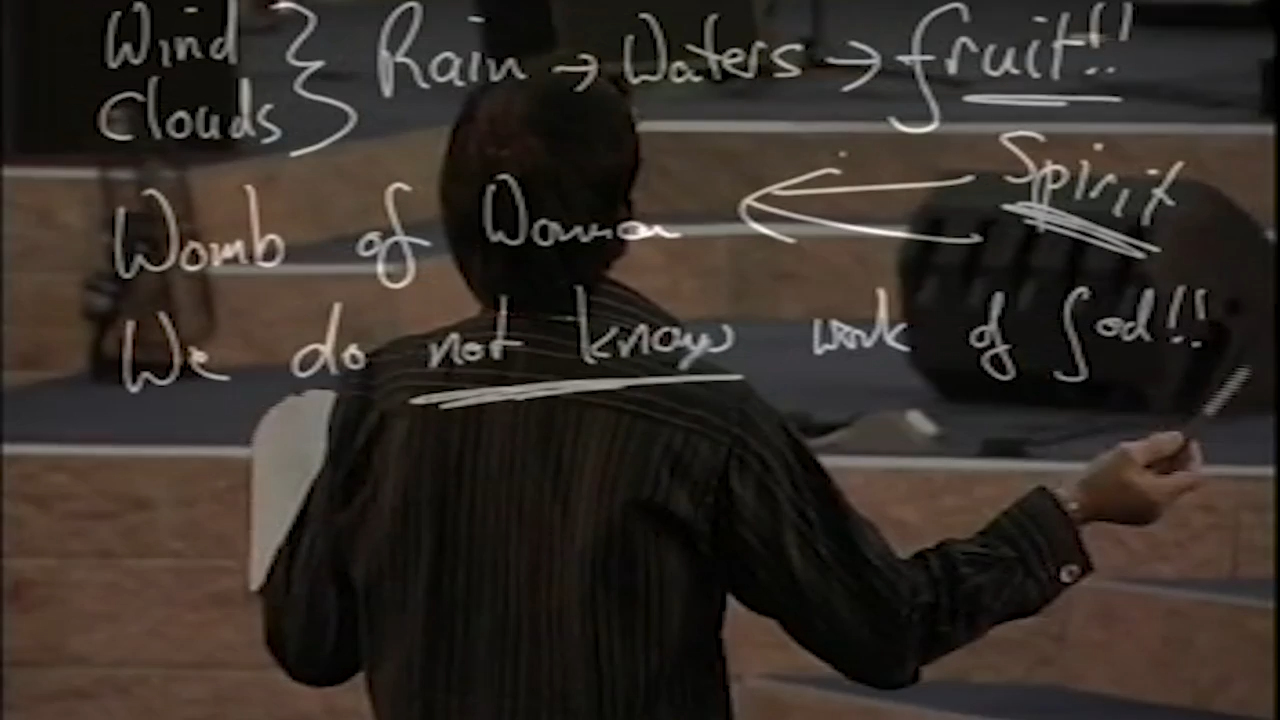 Wind } Rain → Waters → fruit!!
Clouds
Womb of Woman ← Spirit
We do not know work of God!!